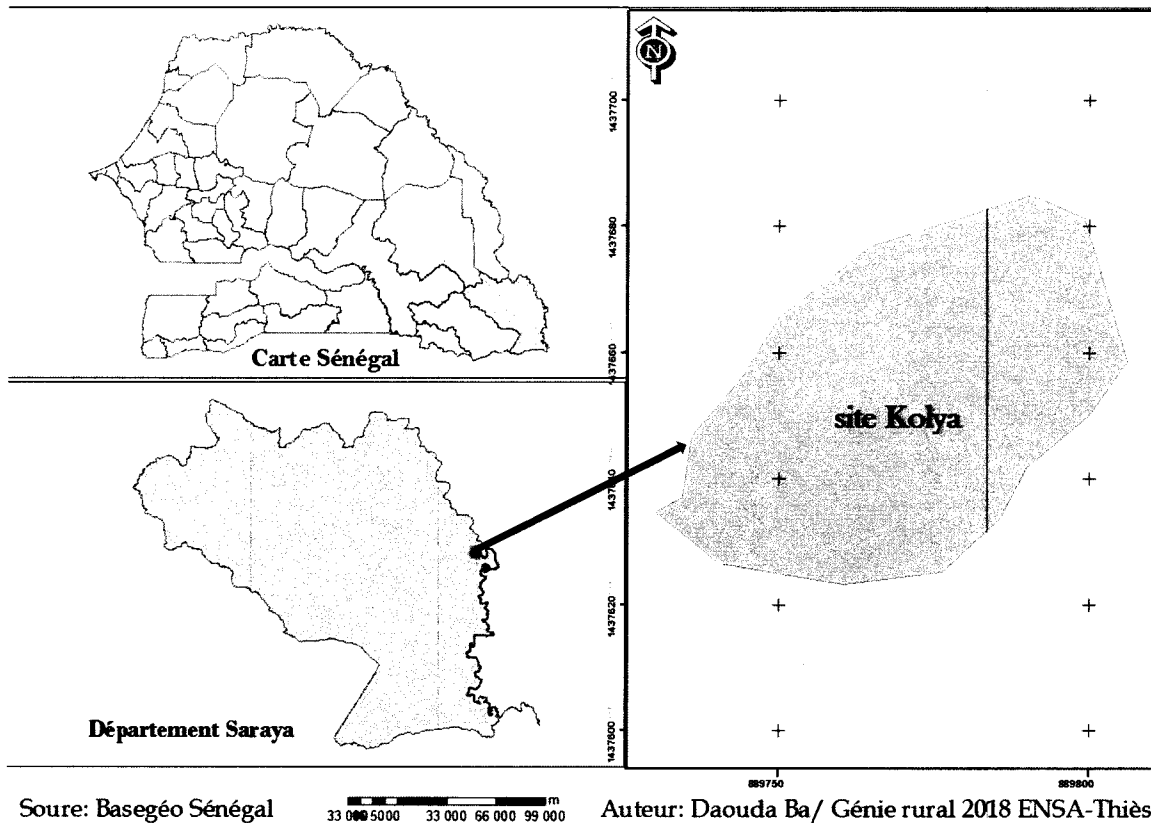 Carte Sénégal
Département Saraya
N
1437700
1437680
1437660
1437620
1437600
site Kolya
889750
889800
Soure: Basegéo Sénégal
m
33 000 66 000 99 000
Auteur: Daouda Ba/ Génie rural 2018 ENSA-Thiès